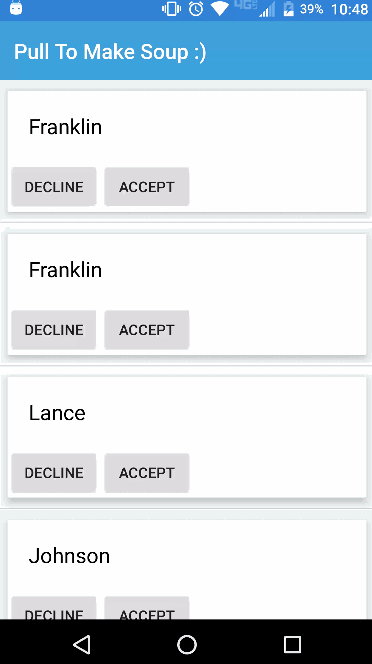 4G 39% 10:48
Pull To Make Soup :)
Franklin
DECLINE ACCEPT
Franklin
DECLINE ACCEPT
Lance
DECLINE ACCEPT
Johnson
DECLINE ACCEPT